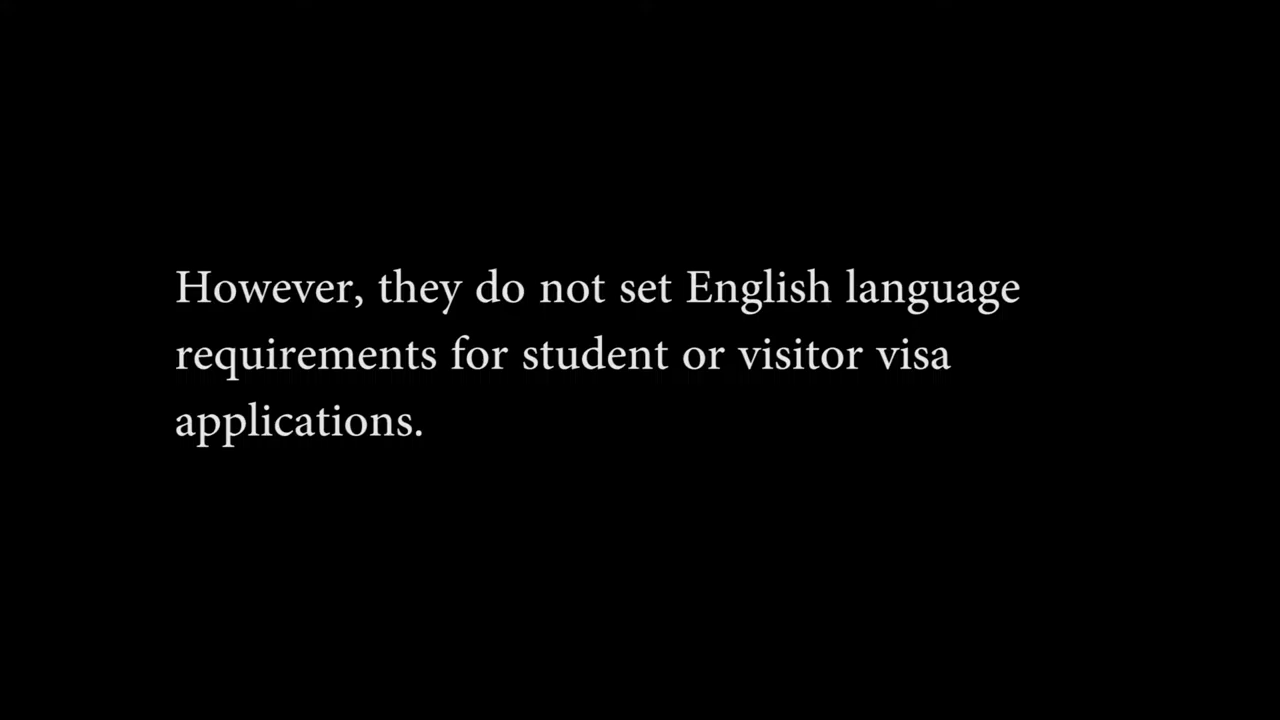 However, they do not set English language
requirements for student or visitor visa
applications.